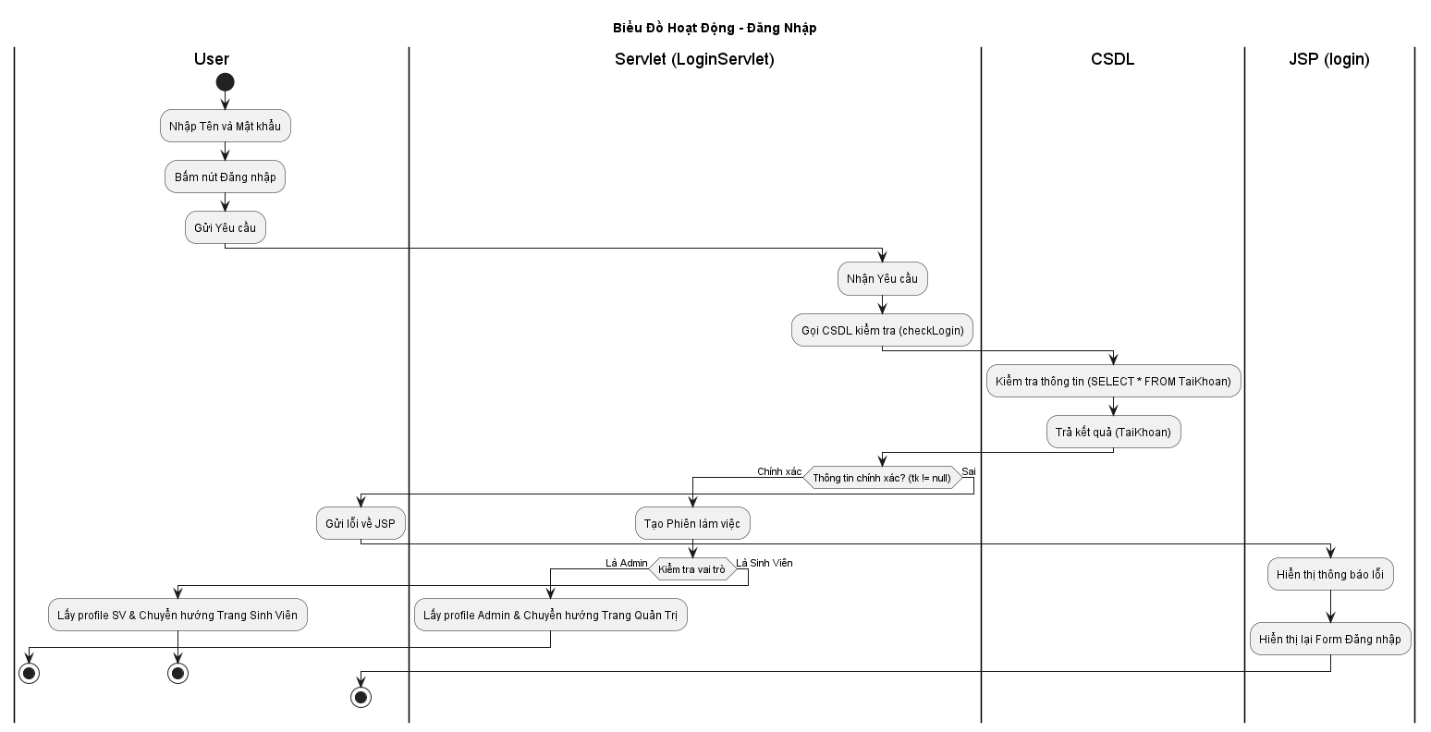 Biểu Đồ Hoạt Động - Đăng Nhập
User
Servlet (LoginServlet)
CSDL
JSP (login)
Nhập Tên và Mật khẩu
Bấm nút Đăng nhập
Gửi Yêu cầu
Nhận Yêu cầu
Gọi CSDL kiểm tra (checkLogin)
Kiểm tra thông tin (SELECT * FROM TaiKhoan)
Trả kết quả (TaiKhoan)
Chính xác
Thông tin chính xác? (tk != null)
Sai
Gửi lỗi về JSP
Tạo Phiên làm việc
Là Admin
Kiểm tra vai trò
Là Sinh Viên
Hiển thị thông báo lỗi
Lấy profile SV & Chuyển hướng Trang Sinh Viên
Lấy profile Admin & Chuyển hướng Trang Quản Trị
Hiển thị lại Form Đăng nhập